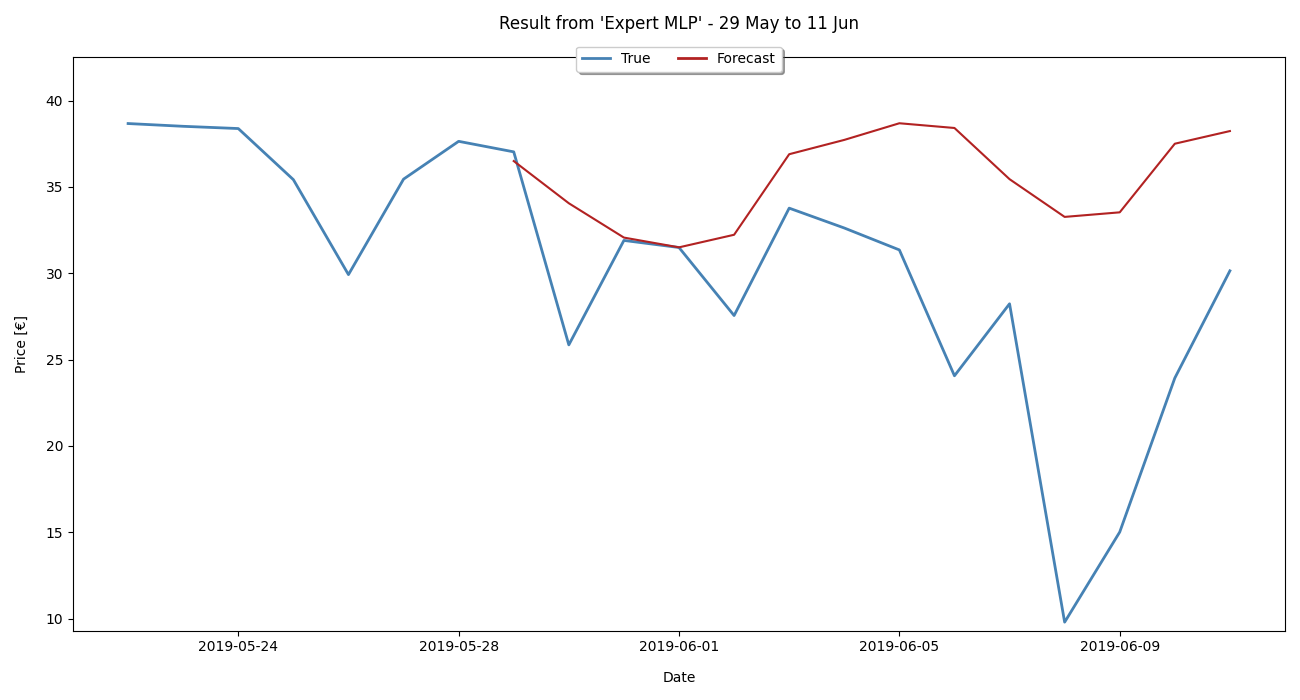 Result from 'Expert MLP' - 29 May to 11 Jun
True
Forecast
Price [€]
40
35
30
25
20
15
10
2019-05-24
2019-05-28
2019-06-01
2019-06-05
2019-06-09
Date